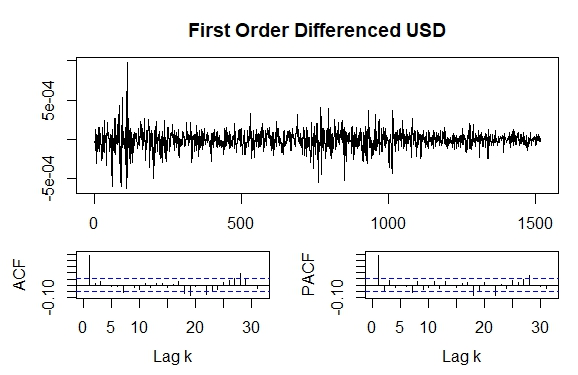 First Order Differenced USD
5e-04
-5e-04
0 500 1000 1500
ACF
-0.10
0 5 10 20 30
Lag k
PACF
-0.10
0 5 10 20 30
Lag k